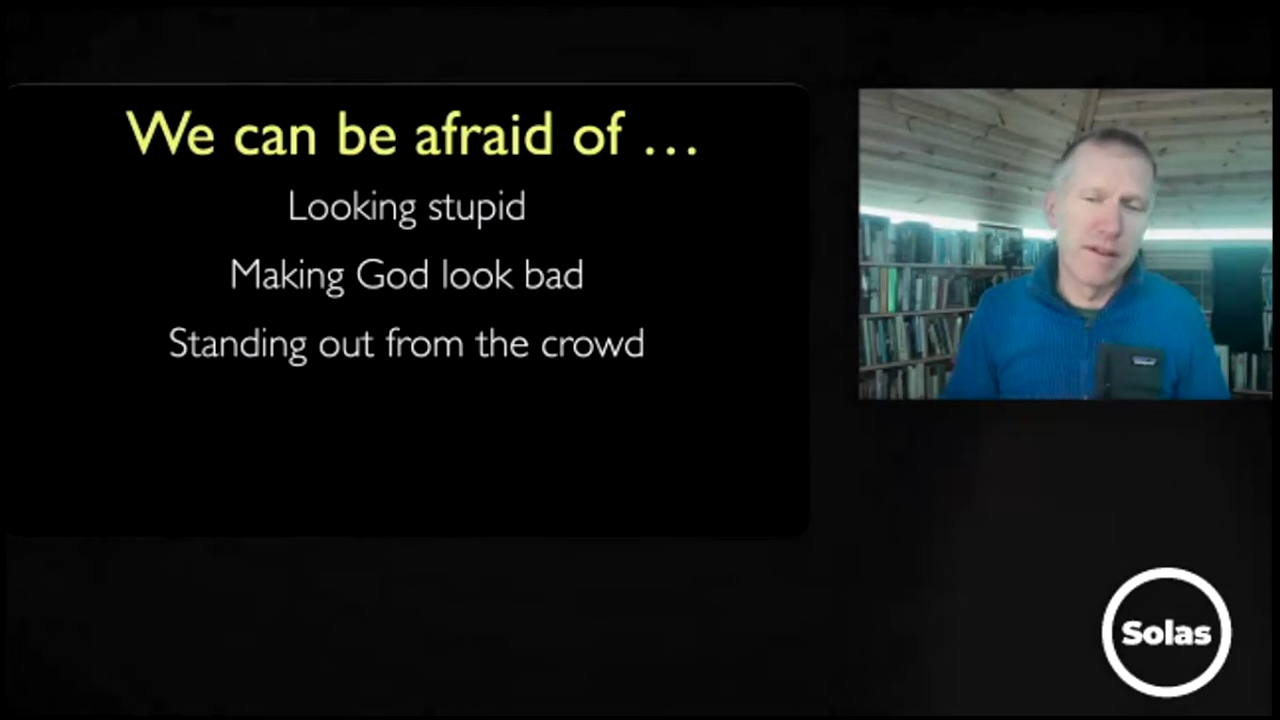 We can be afraid of ...
Looking stupid
Making God look bad
Standing out from the crowd
Solas